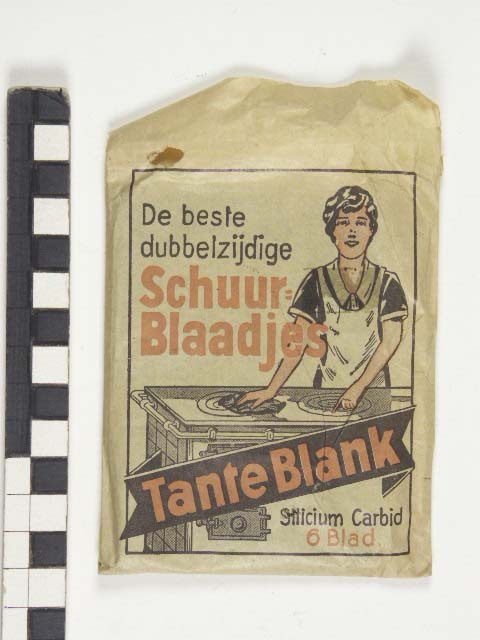 De beste
dubbelzijdige
Schuur=
Blaadjes
Tante Blank
Silicium Carbid
6 Blad